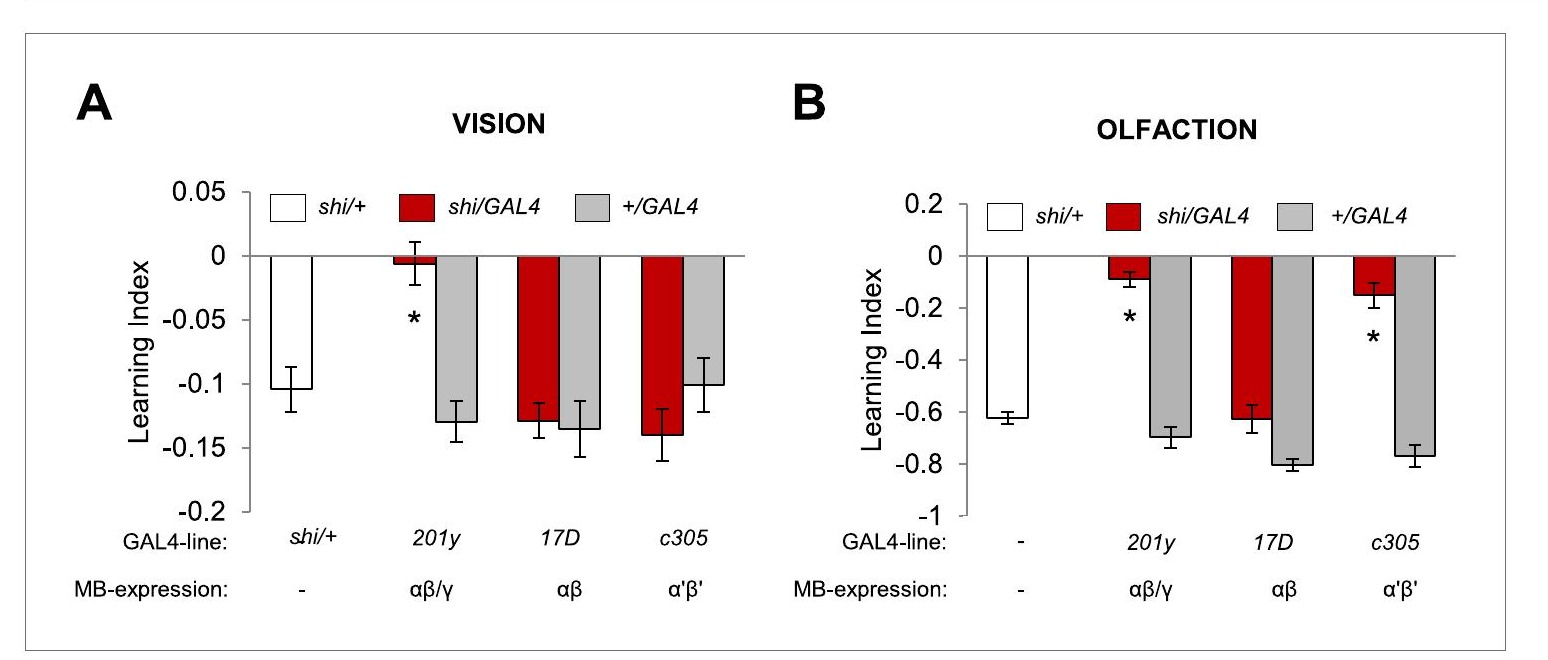 A
VISION
0.05
0
-0.05
-0.1
-0.15
-0.2
Learning Index
shi/+ shi/GAL4 +/GAL4
*
GAL4-line: shi/+ 201y 17D c305
MB-expression: - αβ/γ αβ α'β'
B
OLFACTION
0.2
0
-0.2
-0.4
-0.6
-0.8
-1
Learning Index
shi/+ shi/GAL4 +/GAL4
* *
GAL4-line: - 201y 17D c305
MB-expression: - αβ/γ αβ α'β'